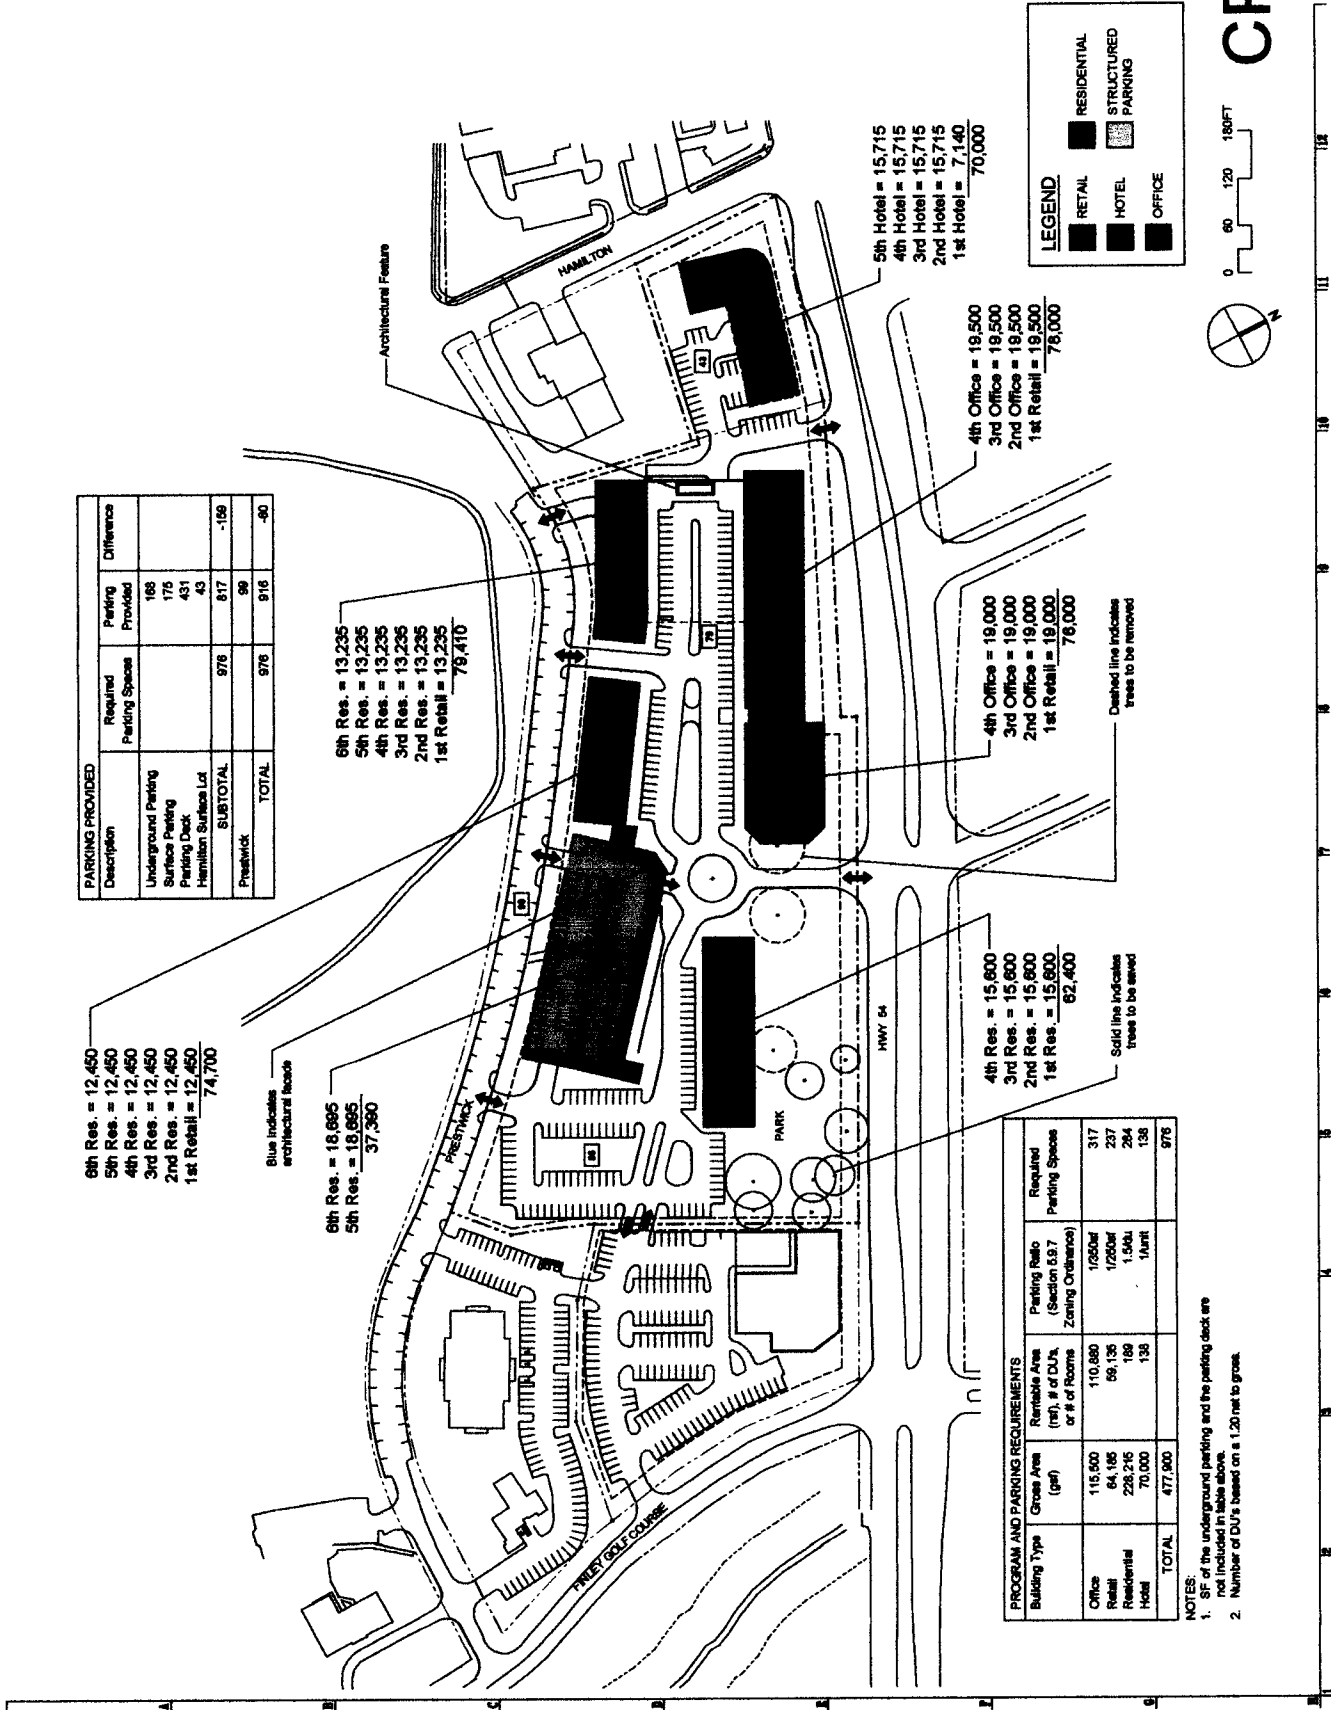 PARKING PROVIDED
Description Required Parking Spaces Parking Provided Difference
Underground Parking 168
Surface Parking 175
Parking Deck 431
Hamilton Surface Lot 43
SUBTOTAL 976 817 -159
Prestwick 99
TOTAL 976 916 -60
6th Res. = 12,450
5th Res. = 12,450
4th Res. = 12,450
3rd Res. = 12,450
2nd Res. = 12,450
1st Retail = 12,450
74,700
Blue indicates
architectural facade
6th Res. = 18,695
5th Res. = 18,695
37,390
6th Res. = 13,235
5th Res. = 13,235
4th Res. = 13,235
3rd Res. = 13,235
2nd Res. = 13,235
1st Retail = 13,235
79,410
Architectural Feature
HAMILTON
PRESTWICK
FINLEY GOLF COURSE
HWY 54
PARK
43
79
5th Hotel = 15,715
4th Hotel = 15,715
3rd Hotel = 15,715
2nd Hotel = 15,715
1st Hotel = 7,140
70,000
4th Office = 19,500
3rd Office = 19,500
2nd Office = 19,500
1st Retail = 19,500
78,000
4th Office = 19,000
3rd Office = 19,000
2nd Office = 19,000
1st Retail = 19,000
76,000
Dashed line indicates
trees to be removed
4th Res. = 15,600
3rd Res. = 15,600
2nd Res. = 15,600
1st Res. = 15,600
62,400
Solid line indicates
trees to be saved
PROGRAM AND PARKING REQUIREMENTS
Building Type Gross Area (gsf) Rentable Area (rsf), # of DU's, or # of Rooms Parking Ratio (Section 5.9.7 Zoning Ordinance) Required Parking Spaces
Office 115,500 110,880 1/350sf 317
Retail 64,185 59,135 1/250sf 237
Residential 228,215 189 1.5/du 284
Hotel 70,000 138 1/unit 138
TOTAL 477,900 976
NOTES:
1. SF of the underground parking and the parking deck are
not included in table above.
2. Number of DU's based on a 1.20 net to gross.
LEGEND
RETAIL RESIDENTIAL
HOTEL STRUCTURED PARKING
OFFICE
0 60 120 180FT
N
A
B
C
D
E
F
G
H
12
13
14
15
16
17
18
19